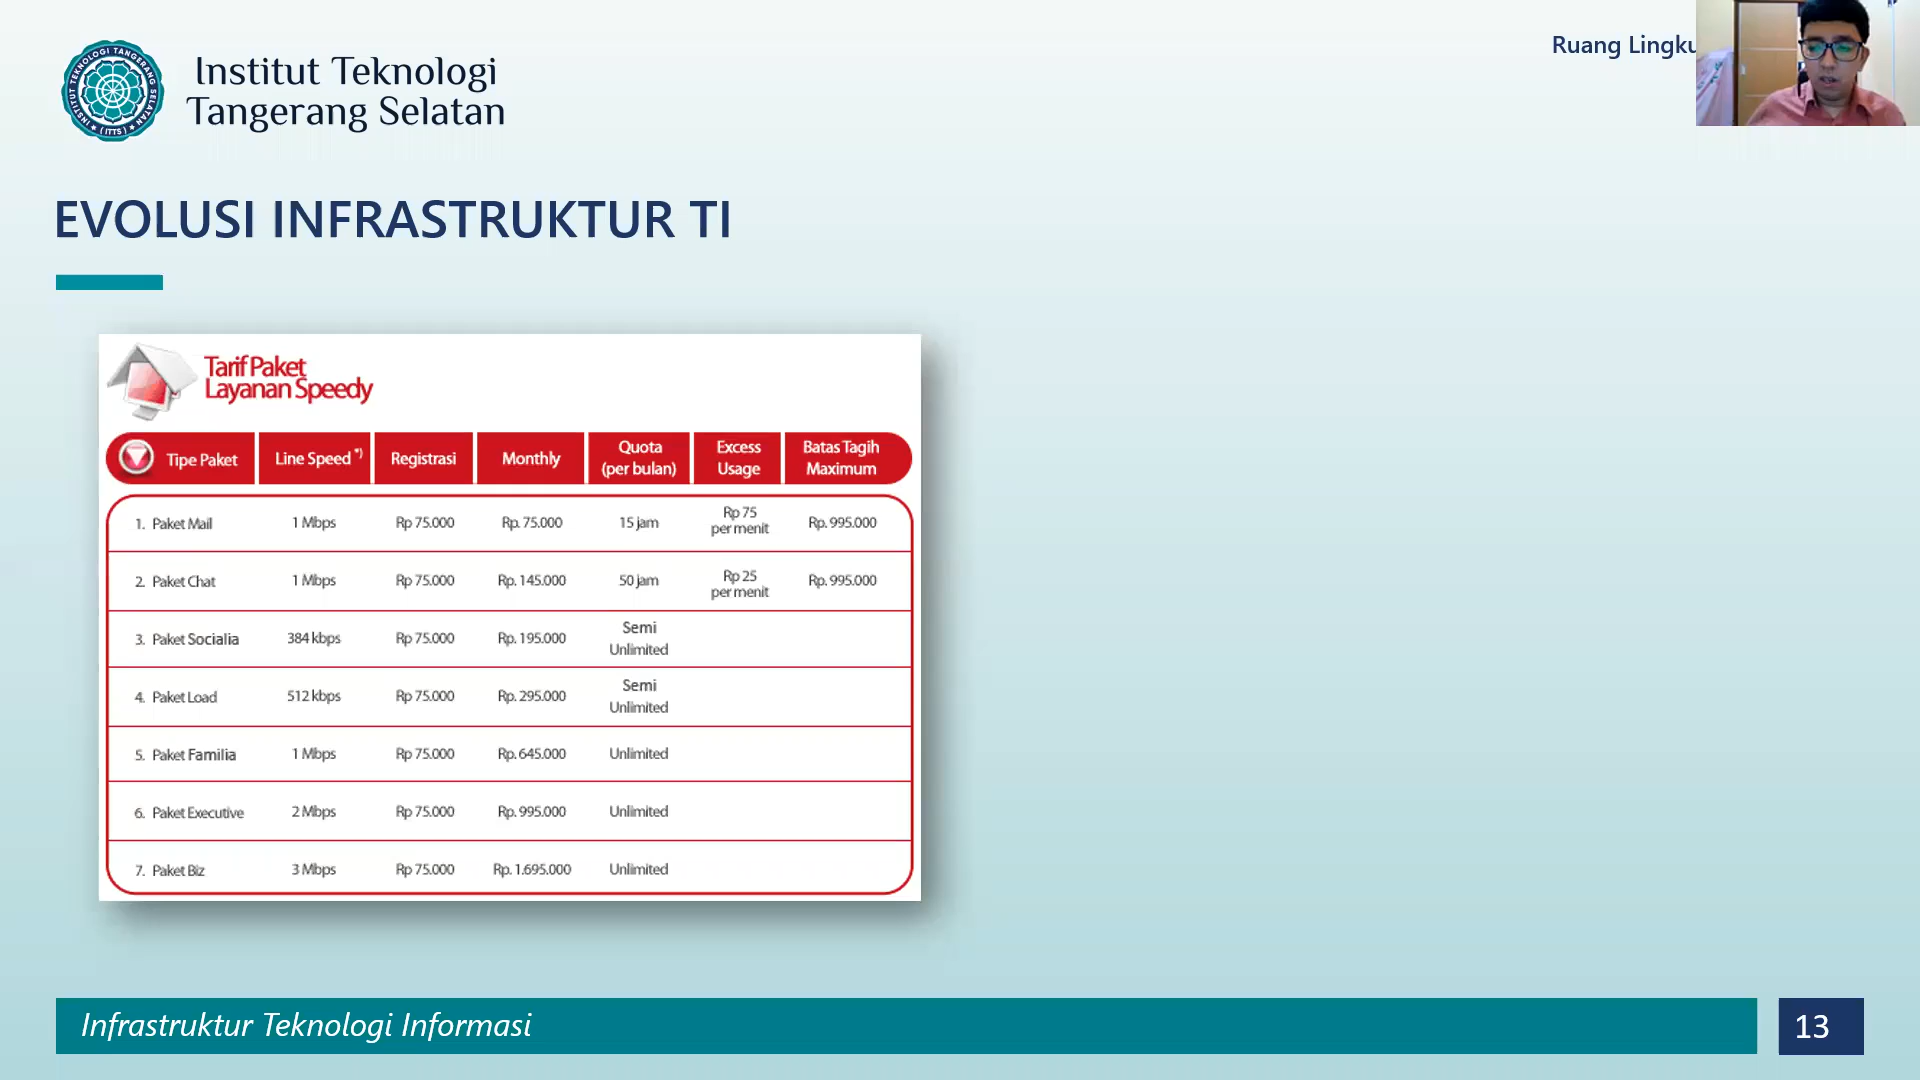 Institut Teknologi
Tangerang Selatan
INSTITUT TEKNOLOGI TANGERANG SELATAN
(ITTS)
Ruang Lingku
EVOLUSI INFRASTRUKTUR TI
Tarif Paket
Layanan Speedy
Tipe Paket Line Speed *) Registrasi Monthly Quota (per bulan) Excess Usage Batas Tagih Maximum
1. Paket Mail 1 Mbps Rp 75.000 Rp. 75.000 15 jam Rp 75 per menit Rp. 995.000
2. Paket Chat 1 Mbps Rp 75.000 Rp. 145.000 50 jam Rp 25 per menit Rp. 995.000
3. Paket Socialia 384 kbps Rp 75.000 Rp. 195.000 Semi Unlimited
4. Paket Load 512 kbps Rp 75.000 Rp. 295.000 Semi Unlimited
5. Paket Familia 1 Mbps Rp 75.000 Rp. 645.000 Unlimited
6. Paket Executive 2 Mbps Rp 75.000 Rp. 995.000 Unlimited
7. Paket Biz 3 Mbps Rp 75.000 Rp. 1.695.000 Unlimited
Infrastruktur Teknologi Informasi
13